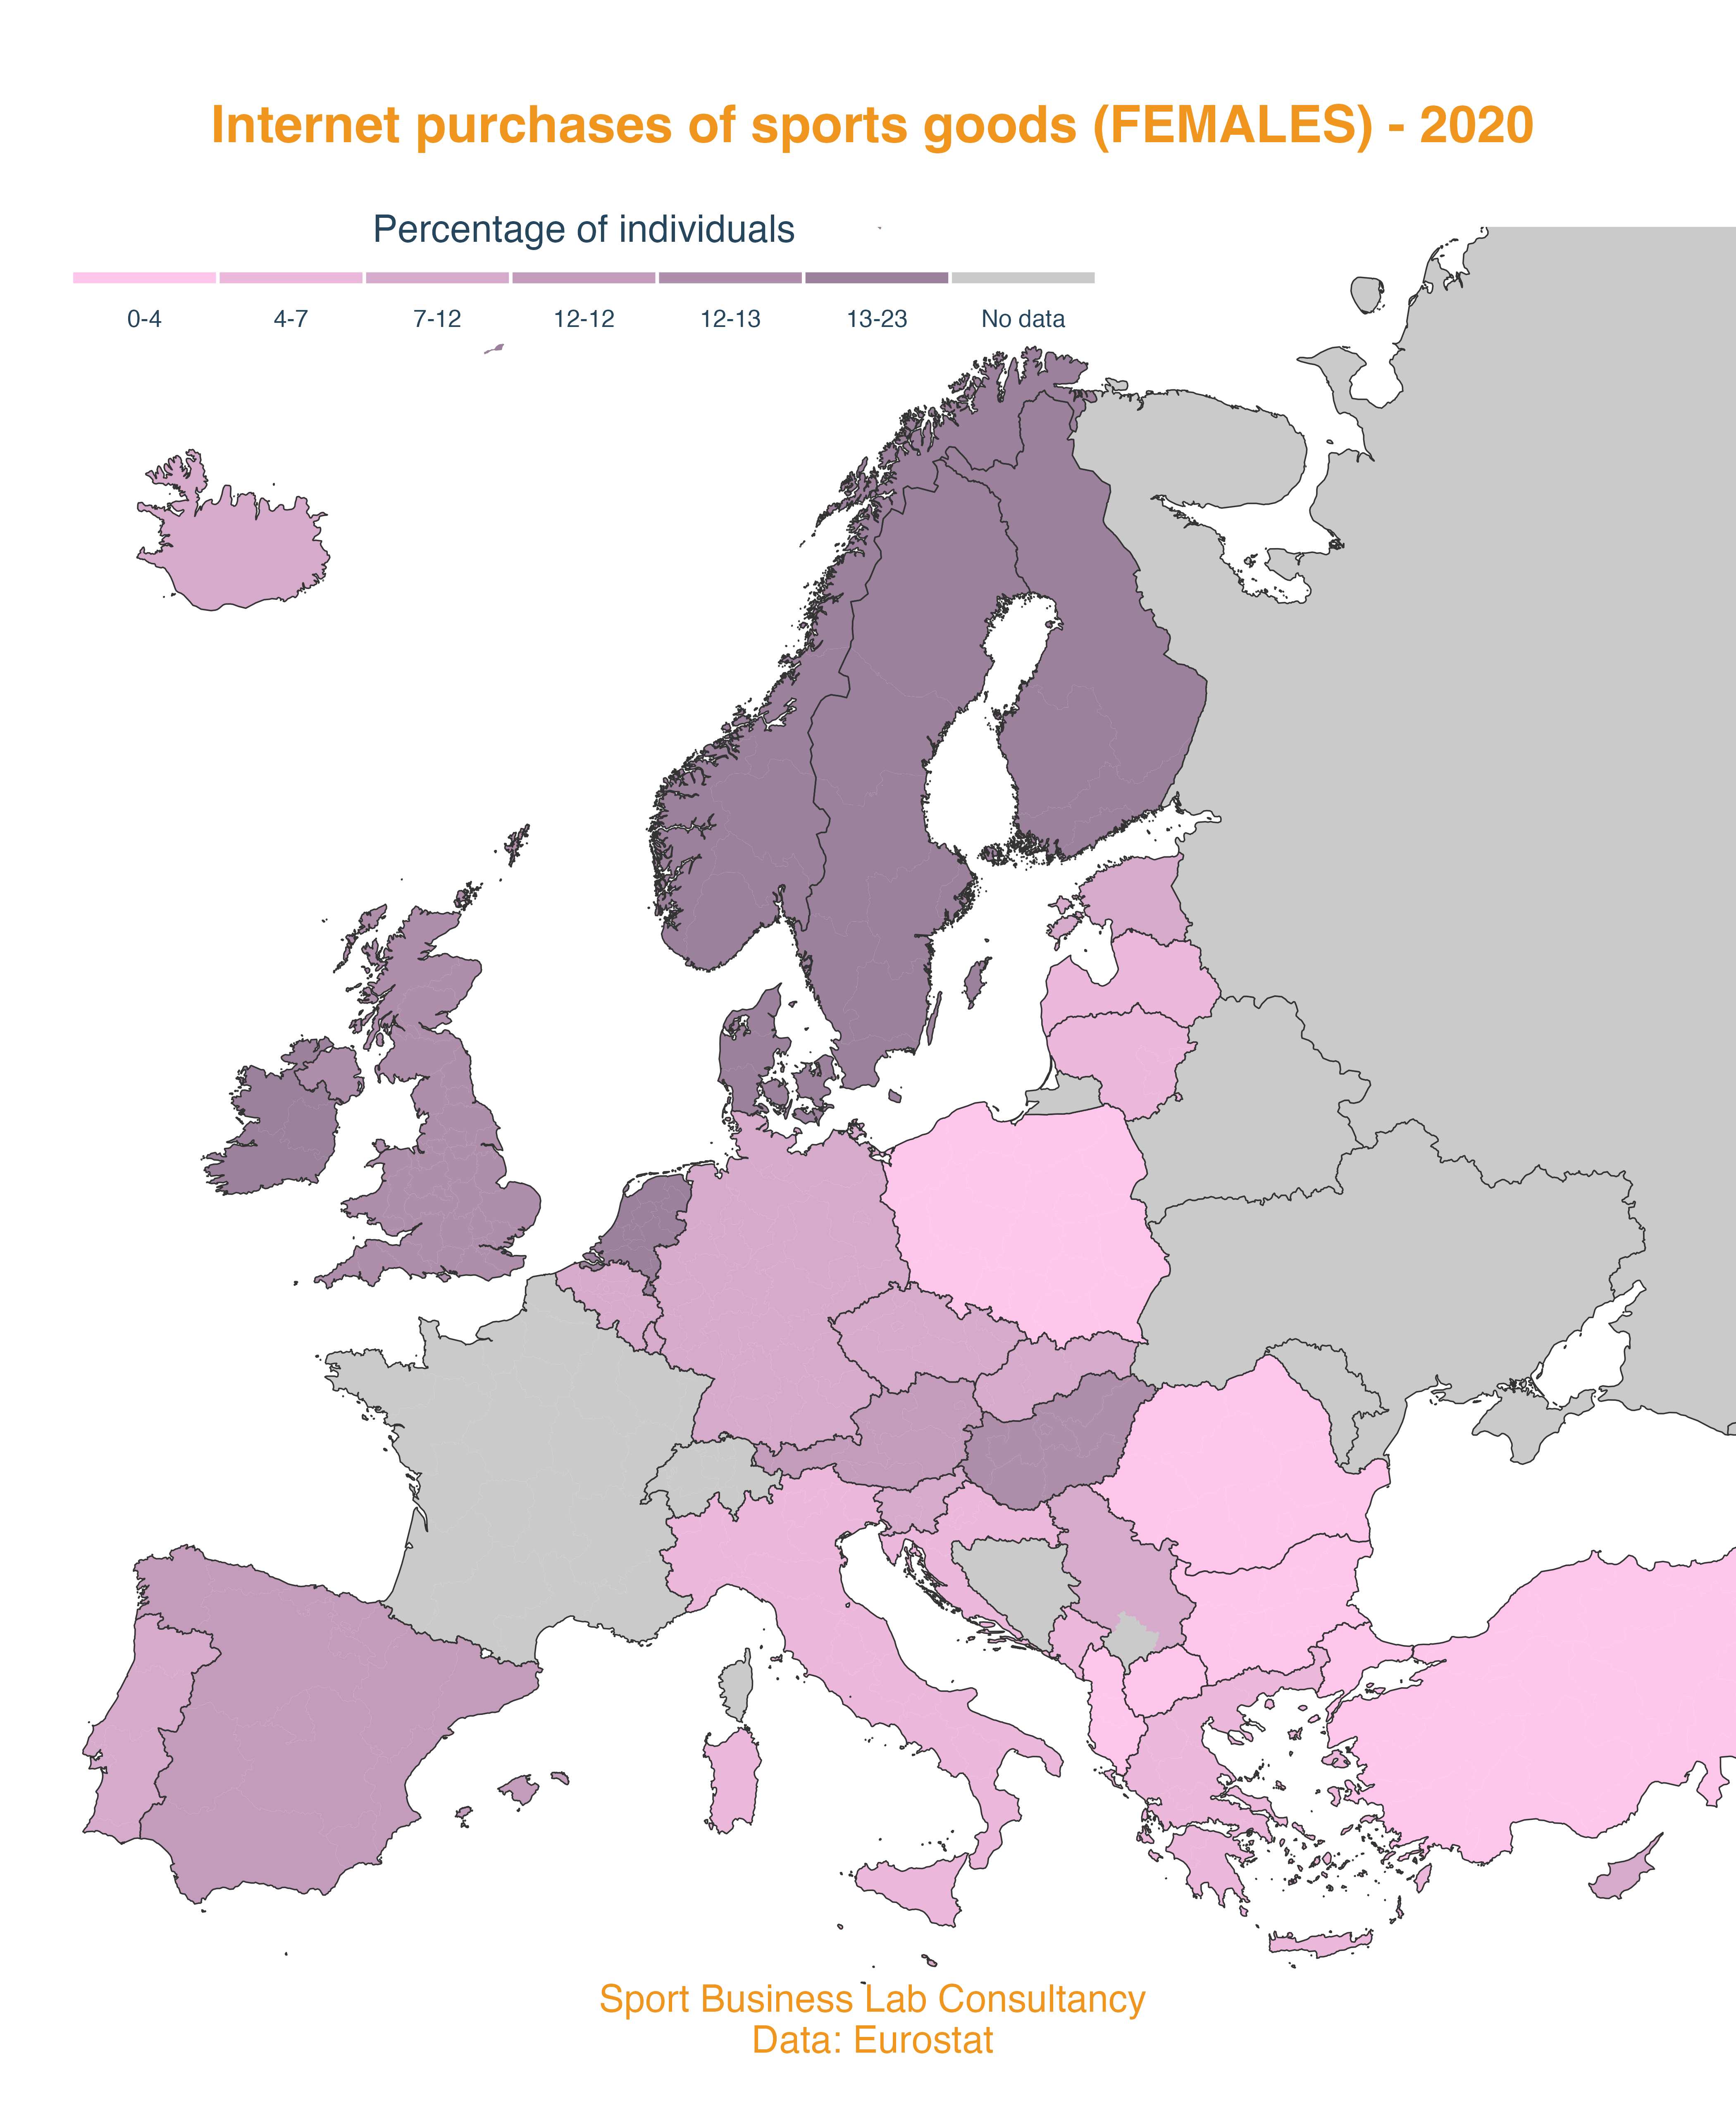 Internet purchases of sports goods (FEMALES) - 2020
Percentage of individuals
0-4 4-7 7-12 12-12 12-13 13-23 No data
Sport Business Lab Consultancy
Data: Eurostat